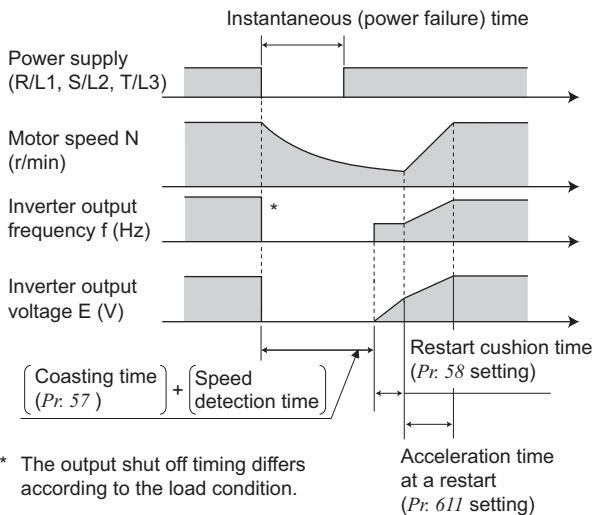 Instantaneous (power failure) time
Power supply
(R/L1, S/L2, T/L3)
Motor speed N
(r/min)
Inverter output
frequency f (Hz)
*
Inverter output
voltage E (V)
Coasting time
(Pr. 57 )
+
Speed
detection time
Restart cushion time
(Pr. 58 setting)
Acceleration time
at a restart
(Pr. 611 setting)
* The output shut off timing differs
according to the load condition.